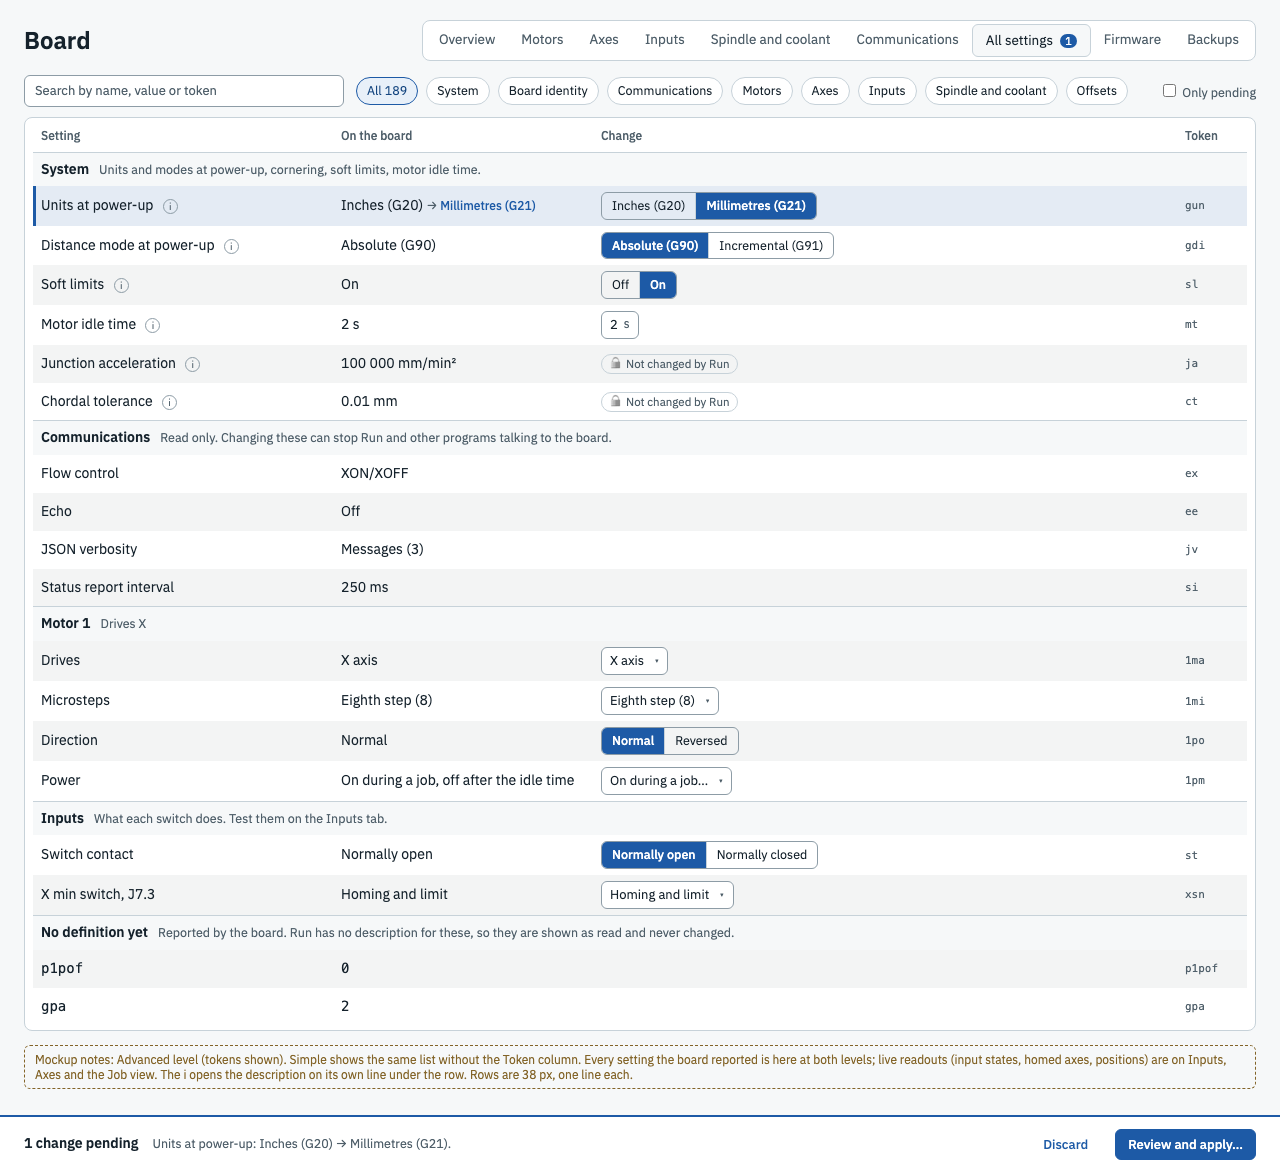 Board
Overview Motors Axes Inputs Spindle and coolant Communications All settings 1 Firmware Backups
Search by name, value or token
All 189 System Board identity Communications Motors Axes Inputs Spindle and coolant Offsets
Only pending
Setting On the board Change Token
System Units and modes at power-up, cornering, soft limits, motor idle time.
Units at power-up i Inches (G20) → Millimetres (G21) Inches (G20) Millimetres (G21) gun
Distance mode at power-up i Absolute (G90) Absolute (G90) Incremental (G91) gdi
Soft limits i On Off On sl
Motor idle time i 2 s 2 s mt
Junction acceleration i 100 000 mm/min² Not changed by Run ja
Chordal tolerance i 0.01 mm Not changed by Run ct
Communications Read only. Changing these can stop Run and other programs talking to the board.
Flow control XON/XOFF ex
Echo Off ee
JSON verbosity Messages (3) jv
Status report interval 250 ms si
Motor 1 Drives X
Drives X axis X axis 1ma
Microsteps Eighth step (8) Eighth step (8) 1mi
Direction Normal Normal Reversed 1po
Power On during a job, off after the idle time On during a job... 1pm
Inputs What each switch does. Test them on the Inputs tab.
Switch contact Normally open Normally open Normally closed st
X min switch, J7.3 Homing and limit Homing and limit xsn
No definition yet Reported by the board. Run has no description for these, so they are shown as read and never changed.
p1pof 0 p1pof
gpa 2 gpa
Mockup notes: Advanced level (tokens shown). Simple shows the same list without the Token column. Every setting the board reported is here at both levels; live readouts (input states, homed axes, positions) are on Inputs,
Axes and the Job view. The i opens the description on its own line under the row. Rows are 38 px, one line each.
1 change pending Units at power-up: Inches (G20) → Millimetres (G21).
Discard Review and apply...